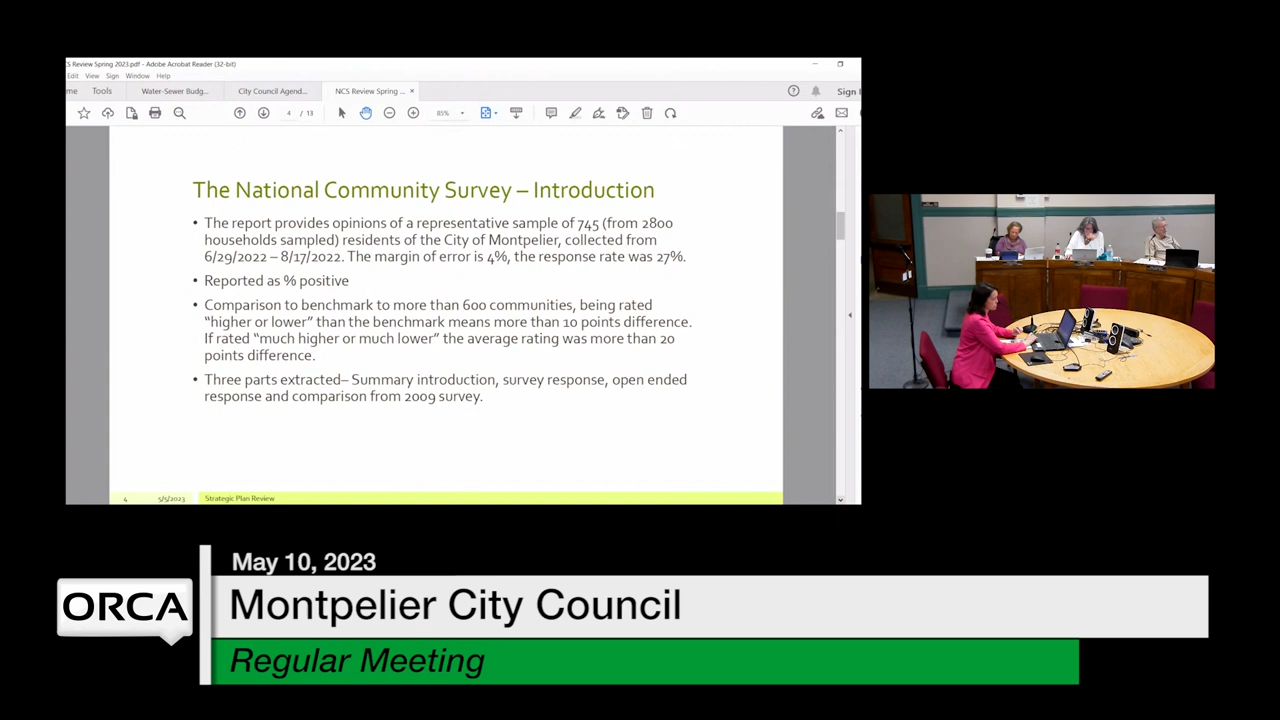 CS Review Spring 2023.pdf - Adobe Acrobat Reader (32-bit)
Edit View Sign Window Help
me Tools Water-Sewer Budg... City Council Agend... NCS Review Spring ... × Sign I
4 / 13 85%
The National Community Survey – Introduction
• The report provides opinions of a representative sample of 745 (from 2800
households sampled) residents of the City of Montpelier, collected from
6/29/2022 – 8/17/2022. The margin of error is 4%, the response rate was 27%.
• Reported as % positive
• Comparison to benchmark to more than 600 communities, being rated
“higher or lower” than the benchmark means more than 10 points difference.
If rated “much higher or much lower” the average rating was more than 20
points difference.
• Three parts extracted– Summary introduction, survey response, open ended
response and comparison from 2009 survey.
4 5/5/2023 Strategic Plan Review
May 10, 2023
ORCA
Montpelier City Council
Regular Meeting